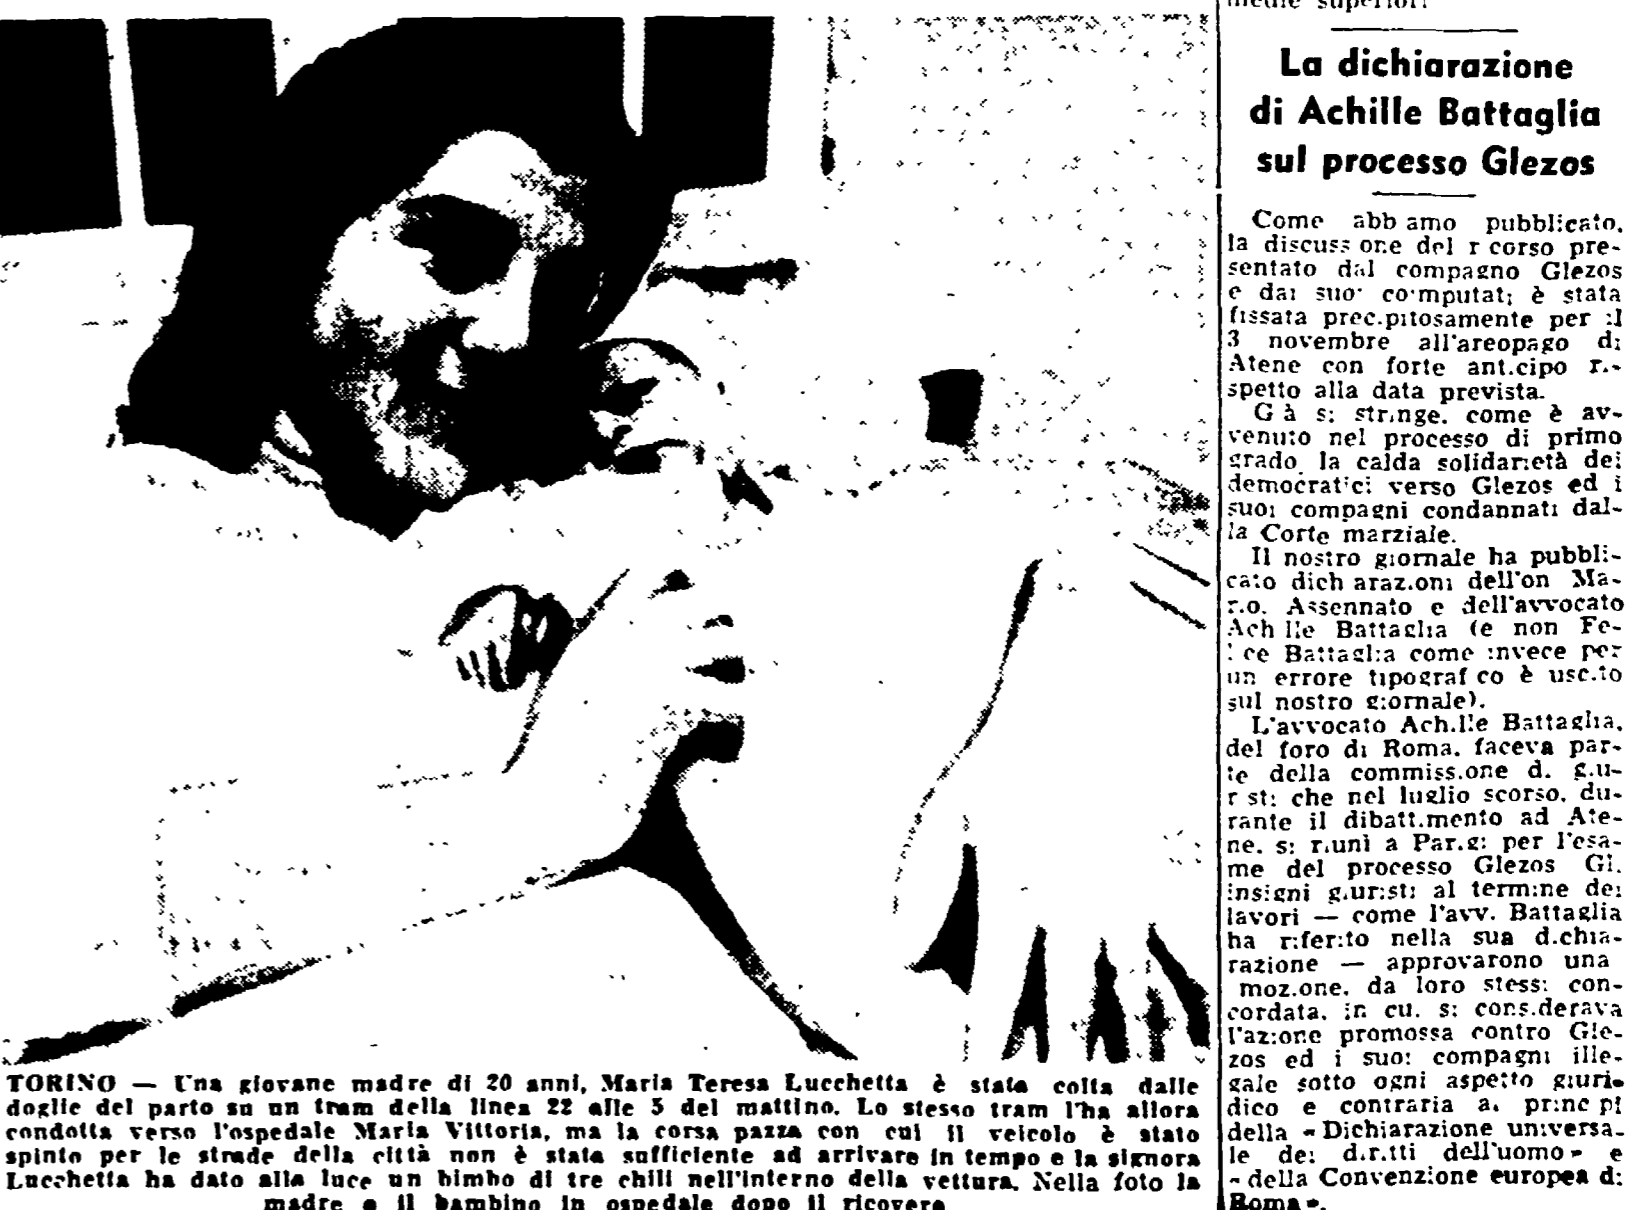 TORINO — Una giovane madre di 20 anni, Maria Teresa Lucchetta è stata colta dalle
doglie del parto su un tram della linea 22 alle 5 del mattino. Lo stesso tram l'ha allora
condotta verso l'ospedale Maria Vittoria, ma la corsa pazza con cui il veicolo è stato
spinto per le strade della città non è stata sufficiente ad arrivare in tempo e la signora
Lucchetta ha dato alla luce un bimbo di tre chili nell'interno della vettura. Nella foto la
madre e il bambino in ospedale dopo il ricovero
medie superiori
La dichiarazione
di Achille Battaglia
sul processo Glezos
Come abbiamo pubblicato,
la discussione del ricorso pre-
sentato dal compagno Glezos
e dai suoi coimputati è stata
fissata precipitosamente per il
3 novembre all'areopago di
Atene con forte anticipo ri-
spetto alla data prevista.
Già si stringe, come è av-
venuto nel processo di primo
grado, la calda solidarietà dei
democratici verso Glezos ed i
suoi compagni condannati dal-
la Corte marziale.
Il nostro giornale ha pubbli-
cato dichiarazioni dell'on Ma-
rio Assennato e dell'avvocato
Achille Battaglia (e non Fe-
lice Battaglia come invece per
un errore tipografico è uscito
sul nostro giornale).
L'avvocato Achille Battaglia,
del foro di Roma, faceva par-
te della commissione di giu-
risti che nel luglio scorso, du-
rante il dibattimento ad Ate-
ne, si riunì a Parigi per l'esa-
me del processo Glezos Gli
insigni giuristi al termine dei
lavori — come l'avv. Battaglia
ha riferito nella sua dichia-
razione — approvarono una
mozione, da loro stessi con-
cordata, in cui si considerava
l'azione promossa contro Gle-
zos ed i suoi compagni ille-
gale sotto ogni aspetto giuri-
dico e contraria ai principi
della «Dichiarazione universa-
le dei diritti dell'uomo» e
«della Convenzione europea di
Roma».